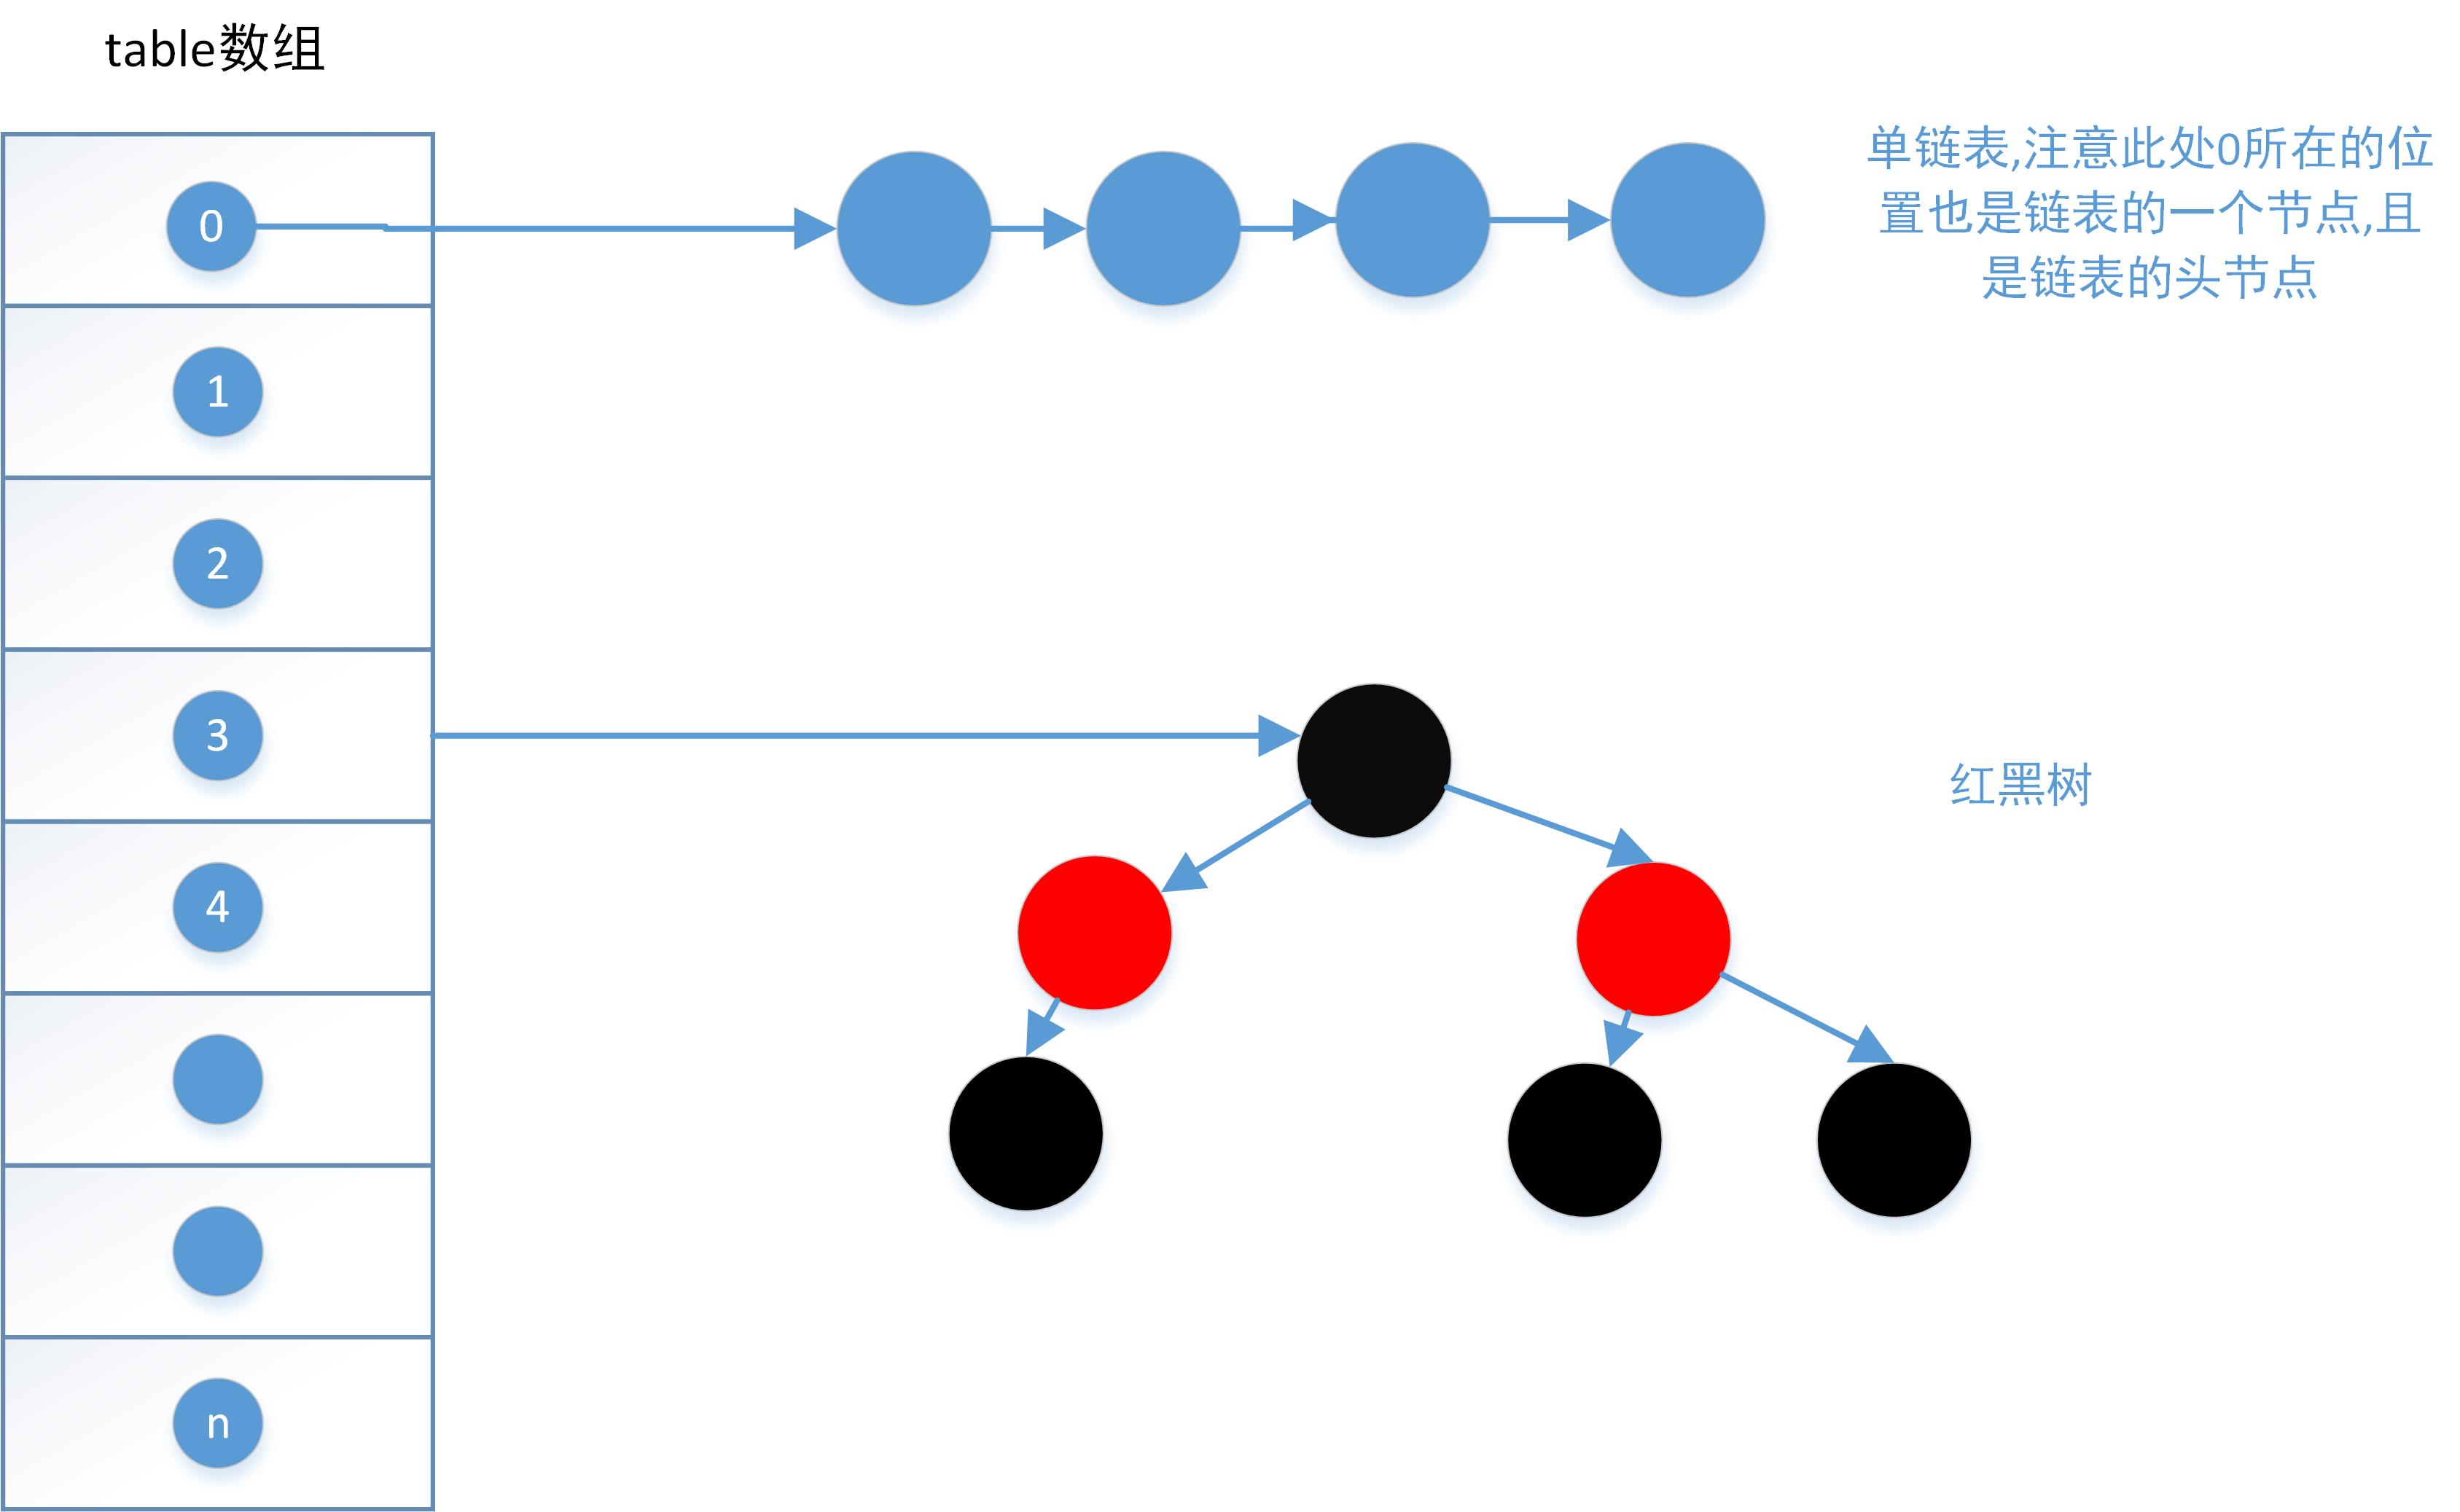 table数组
0
单链表,注意此处0所在的位
置也是链表的一个节点,且
是链表的头节点
1
2
3
红黑树
4
n